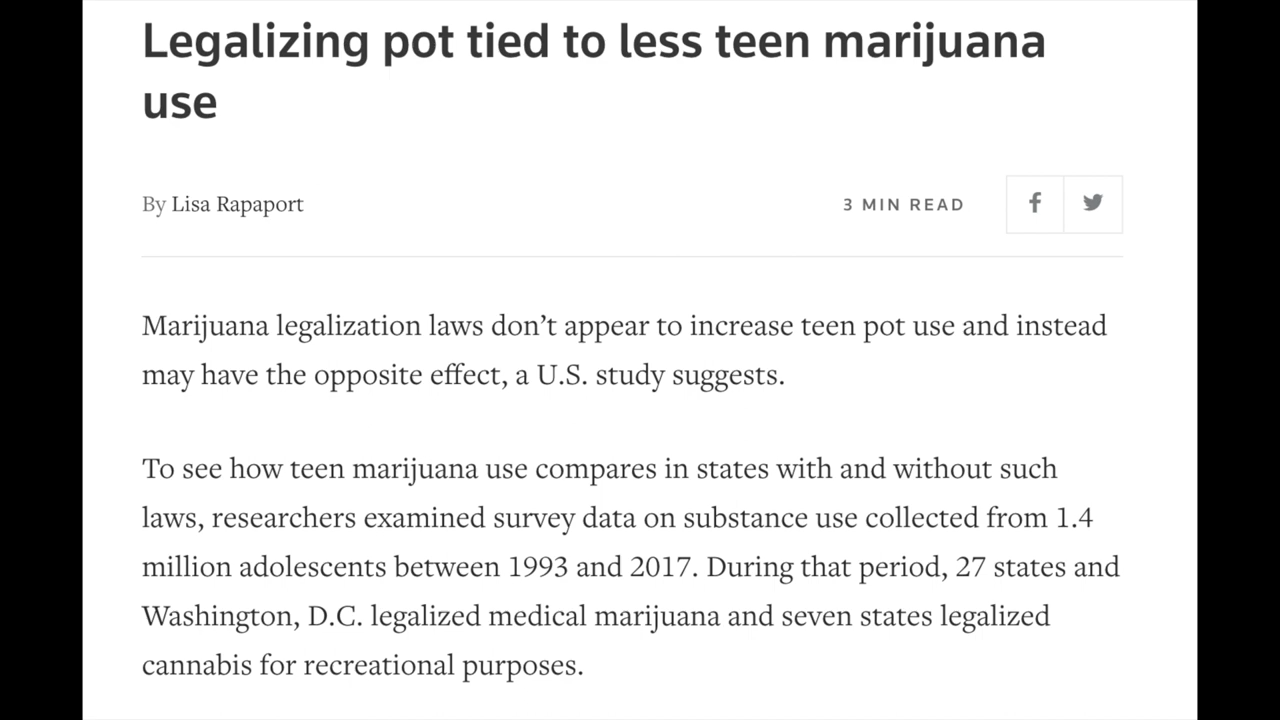 Legalizing pot tied to less teen marijuana
use
By Lisa Rapaport
3 MIN READ
Marijuana legalization laws don’t appear to increase teen pot use and instead
may have the opposite effect, a U.S. study suggests.
To see how teen marijuana use compares in states with and without such
laws, researchers examined survey data on substance use collected from 1.4
million adolescents between 1993 and 2017. During that period, 27 states and
Washington, D.C. legalized medical marijuana and seven states legalized
cannabis for recreational purposes.